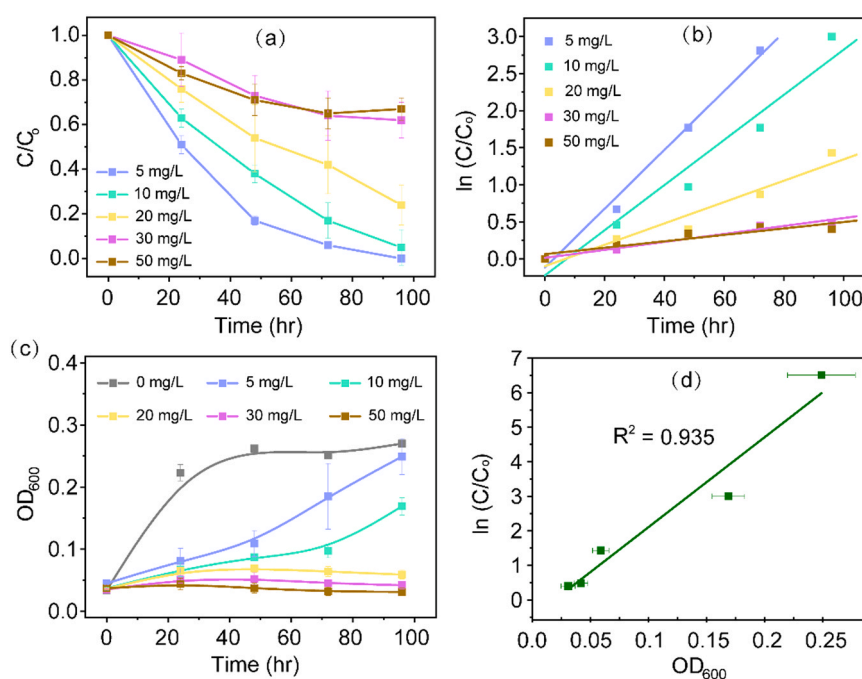 (a)
C/C₀
1.0
0.8
0.6
0.4
0.2
0.0
5 mg/L
10 mg/L
20 mg/L
30 mg/L
50 mg/L
0 20 40 60 80 100
Time (hr)
(b)
ln (C/C₀)
3.0
2.5
2.0
1.5
1.0
0.5
0.0
5 mg/L
10 mg/L
20 mg/L
30 mg/L
50 mg/L
0 20 40 60 80 100
Time (hr)
(c)
OD₆₀₀
0.4
0.3
0.2
0.1
0.0
0 mg/L 5 mg/L 10 mg/L
20 mg/L 30 mg/L 50 mg/L
0 20 40 60 80 100
Time (hr)
(d)
ln (C/C₀)
7
6
5
4
3
2
1
0
R² = 0.935
0.0 0.05 0.1 0.15 0.2 0.25
OD₆₀₀